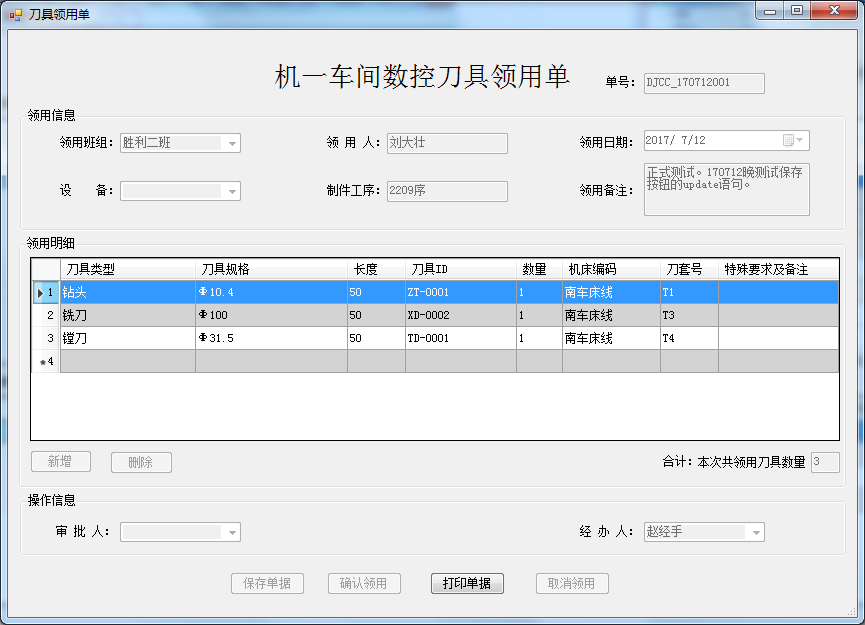 刀具领用单
机一车间数控刀具领用单 单号: DJCC_170712001
领用信息
领用班组: 胜利二班 领 用 人: 刘大壮 领用日期: 2017/ 7/12
设 备: 制件工序: 2209序 领用备注: 正式测试。170712晚测试保存
按钮的update语句。
领用明细
刀具类型 刀具规格 长度 刀具ID 数量 机床编码 刀套号 特殊要求及备注
1 钻头 Φ10.4 50 ZT-0001 1 南车床线 T1
2 铣刀 Φ100 50 XD-0002 1 南车床线 T3
3 镗刀 Φ31.5 50 TD-0001 1 南车床线 T4
*4
新增 删除 合计: 本次共领用刀具数量 3
操作信息
审 批 人: 经 办 人: 赵经手
保存单据 确认领用 打印单据 取消领用